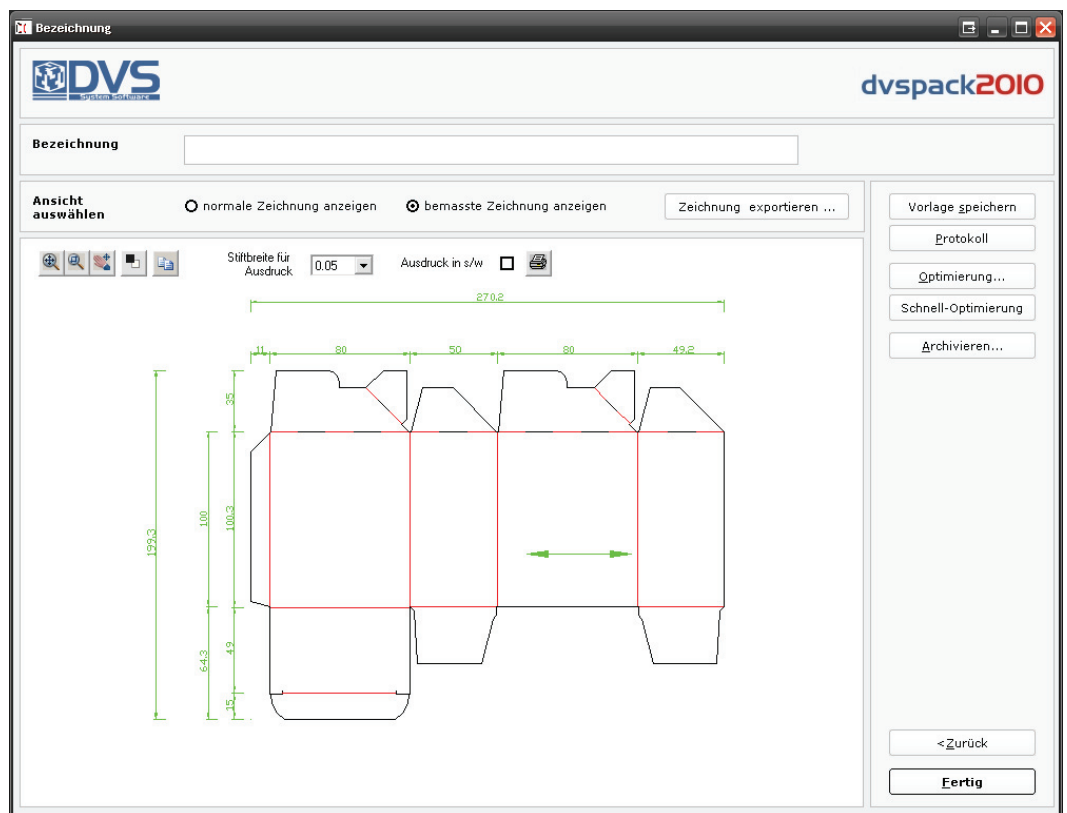 Bezeichnung
DVS
System Software
dvspack2010
Bezeichnung
Ansicht
auswählen
normale Zeichnung anzeigen
bemasste Zeichnung anzeigen
Zeichnung exportieren ...
Vorlage speichern
Protokoll
Optimierung...
Schnell-Optimierung
Archivieren...
Stiftbreite für
Ausdruck
0.05
Ausdruck in s/w
270.2
11
80
50
80
49.2
35
100
100.3
199.3
64.3
49
15
<Zurück
Fertig